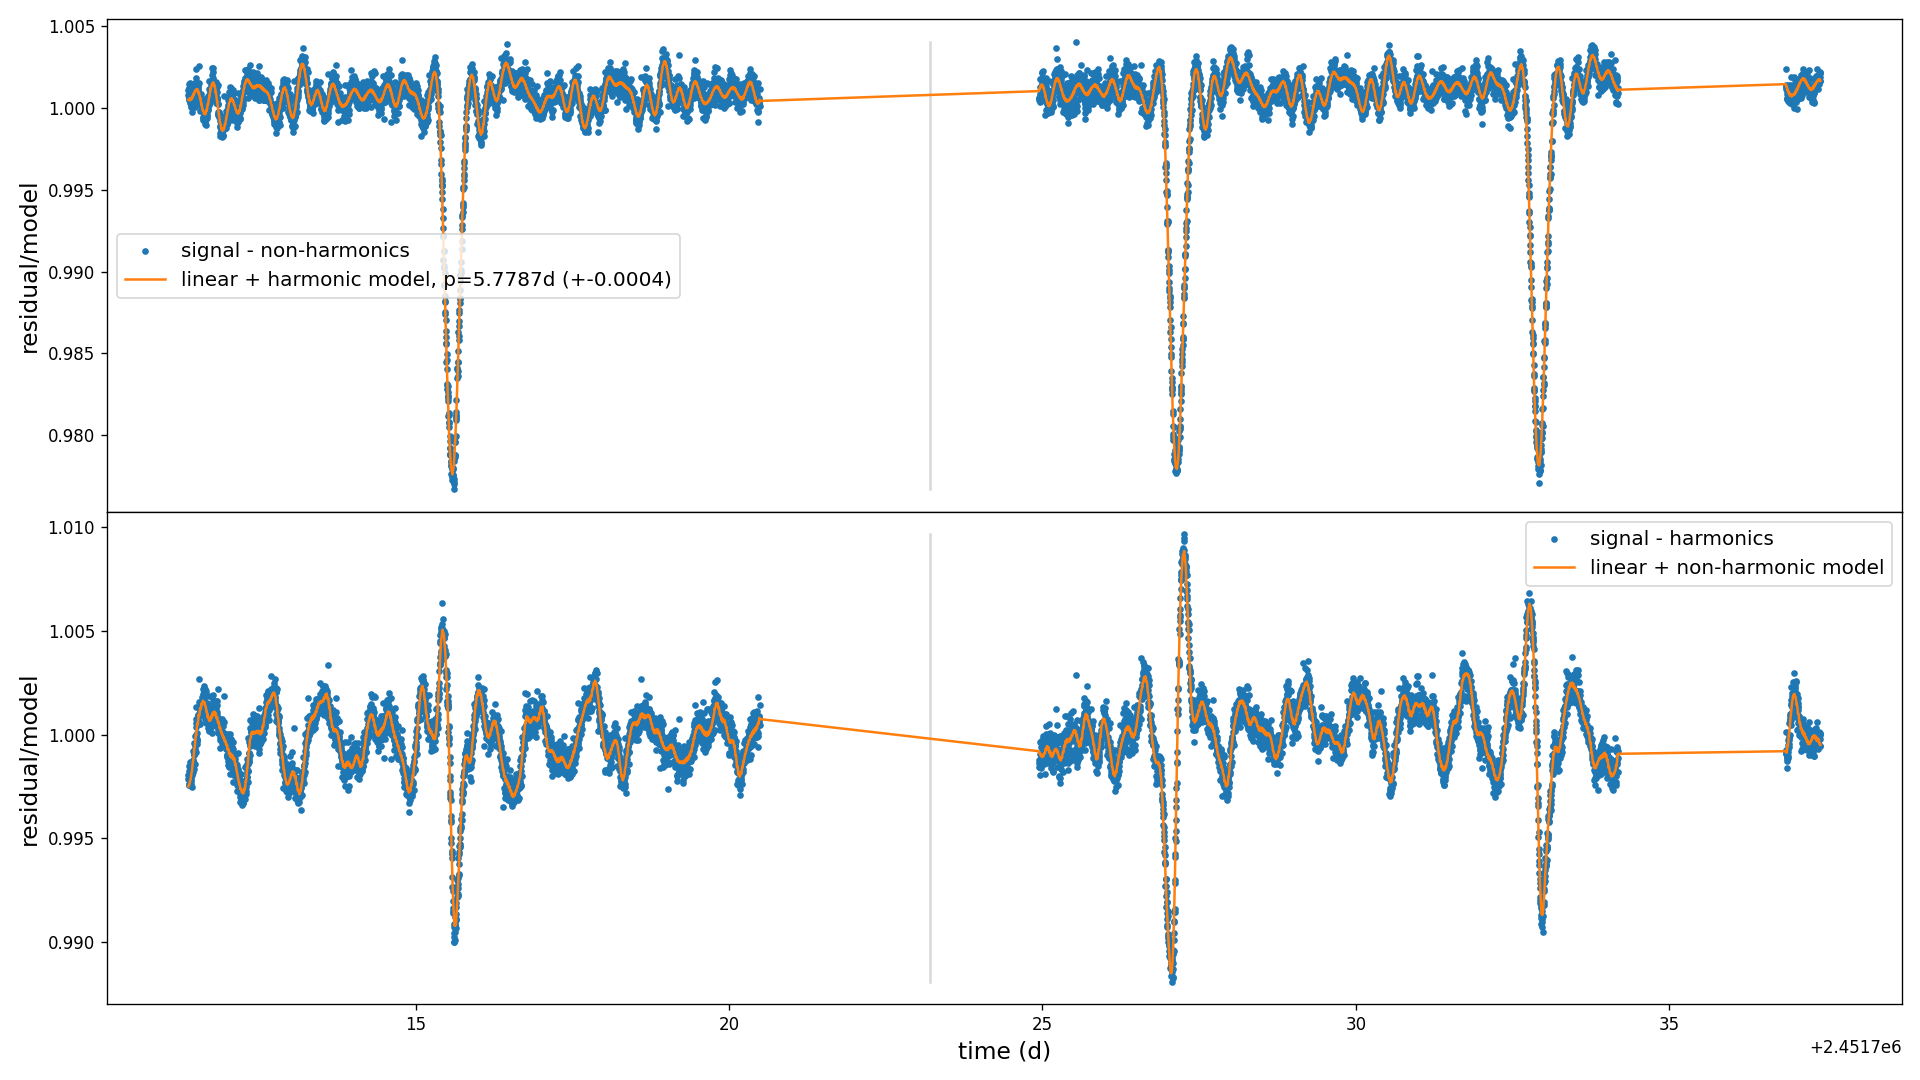 1.005
1.000
0.995
0.990
0.985
0.980
residual/model
signal - non-harmonics
linear + harmonic model, p=5.7787d (+-0.0004)
1.010
1.005
1.000
0.995
0.990
residual/model
signal - harmonics
linear + non-harmonic model
15
20
25
30
35
time (d)
+2.4517e6